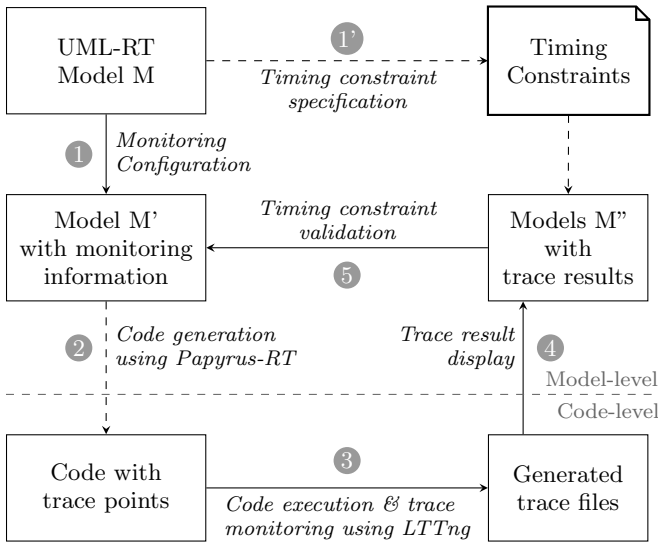 UML-RT
Model M
1'
Timing constraint
specification
Timing
Constraints
1
Monitoring
Configuration
Model M'
with monitoring
information
Timing constraint
validation
5
Models M"
with
trace results
2
Code generation
using Papyrus-RT
Trace result
display
4
Model-level
Code-level
Code with
trace points
3
Code execution & trace
monitoring using LTTng
Generated
trace files